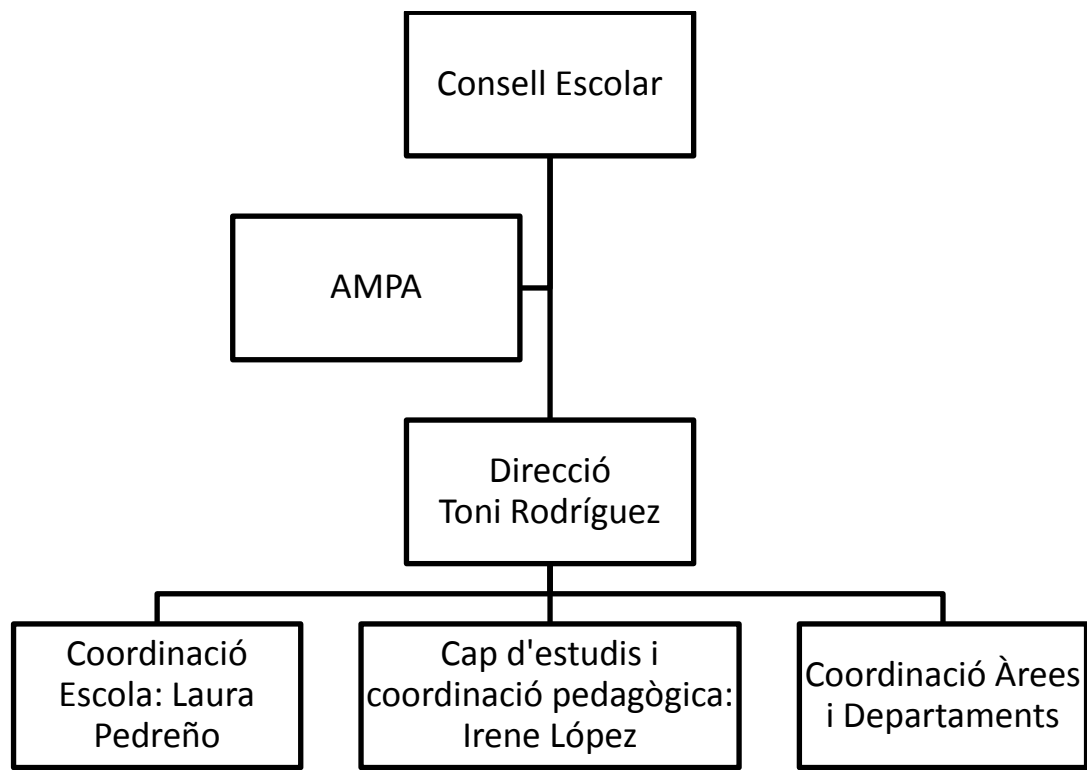 Consell Escolar
AMPA
Direcció
Toni Rodríguez
Coordinació
Escola: Laura
Pedreño
Cap d'estudis i
coordinació pedagògica:
Irene López
Coordinació Àrees
i Departaments